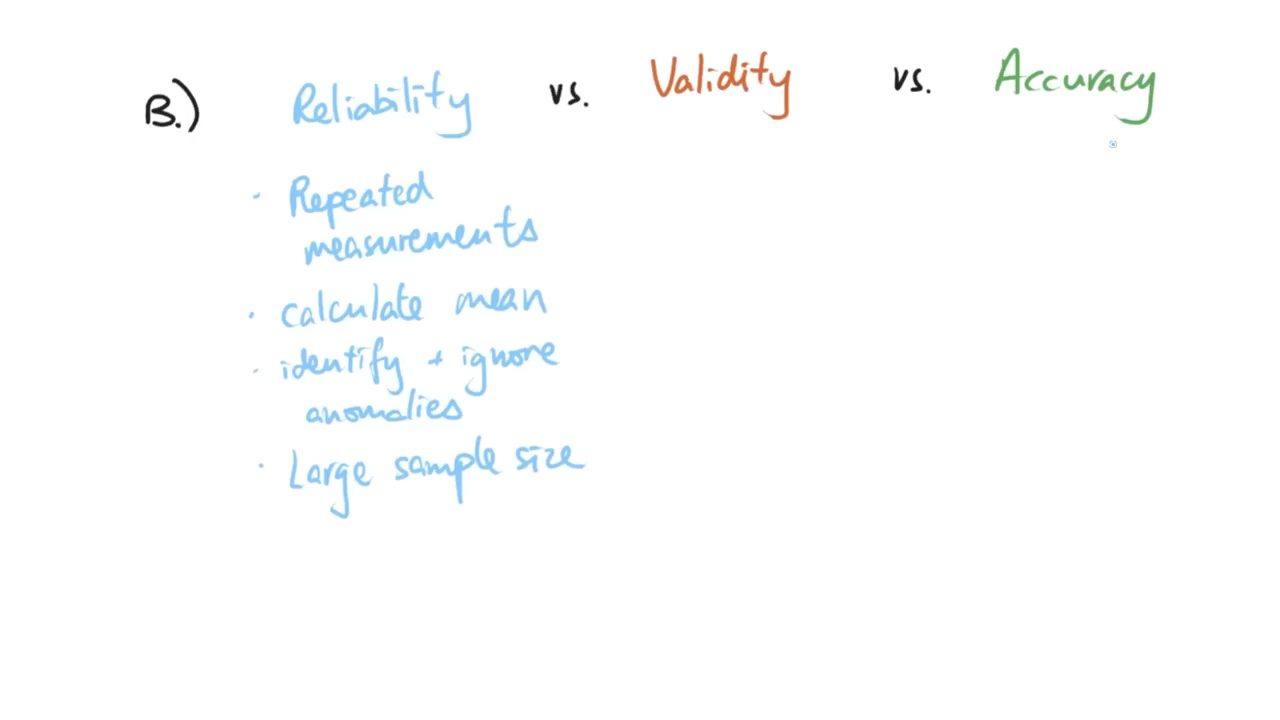 B.) Reliability vs. Validity vs. Accuracy
· Repeated
measurements
· calculate mean
· identify + ignore
anomalies
· Large sample size